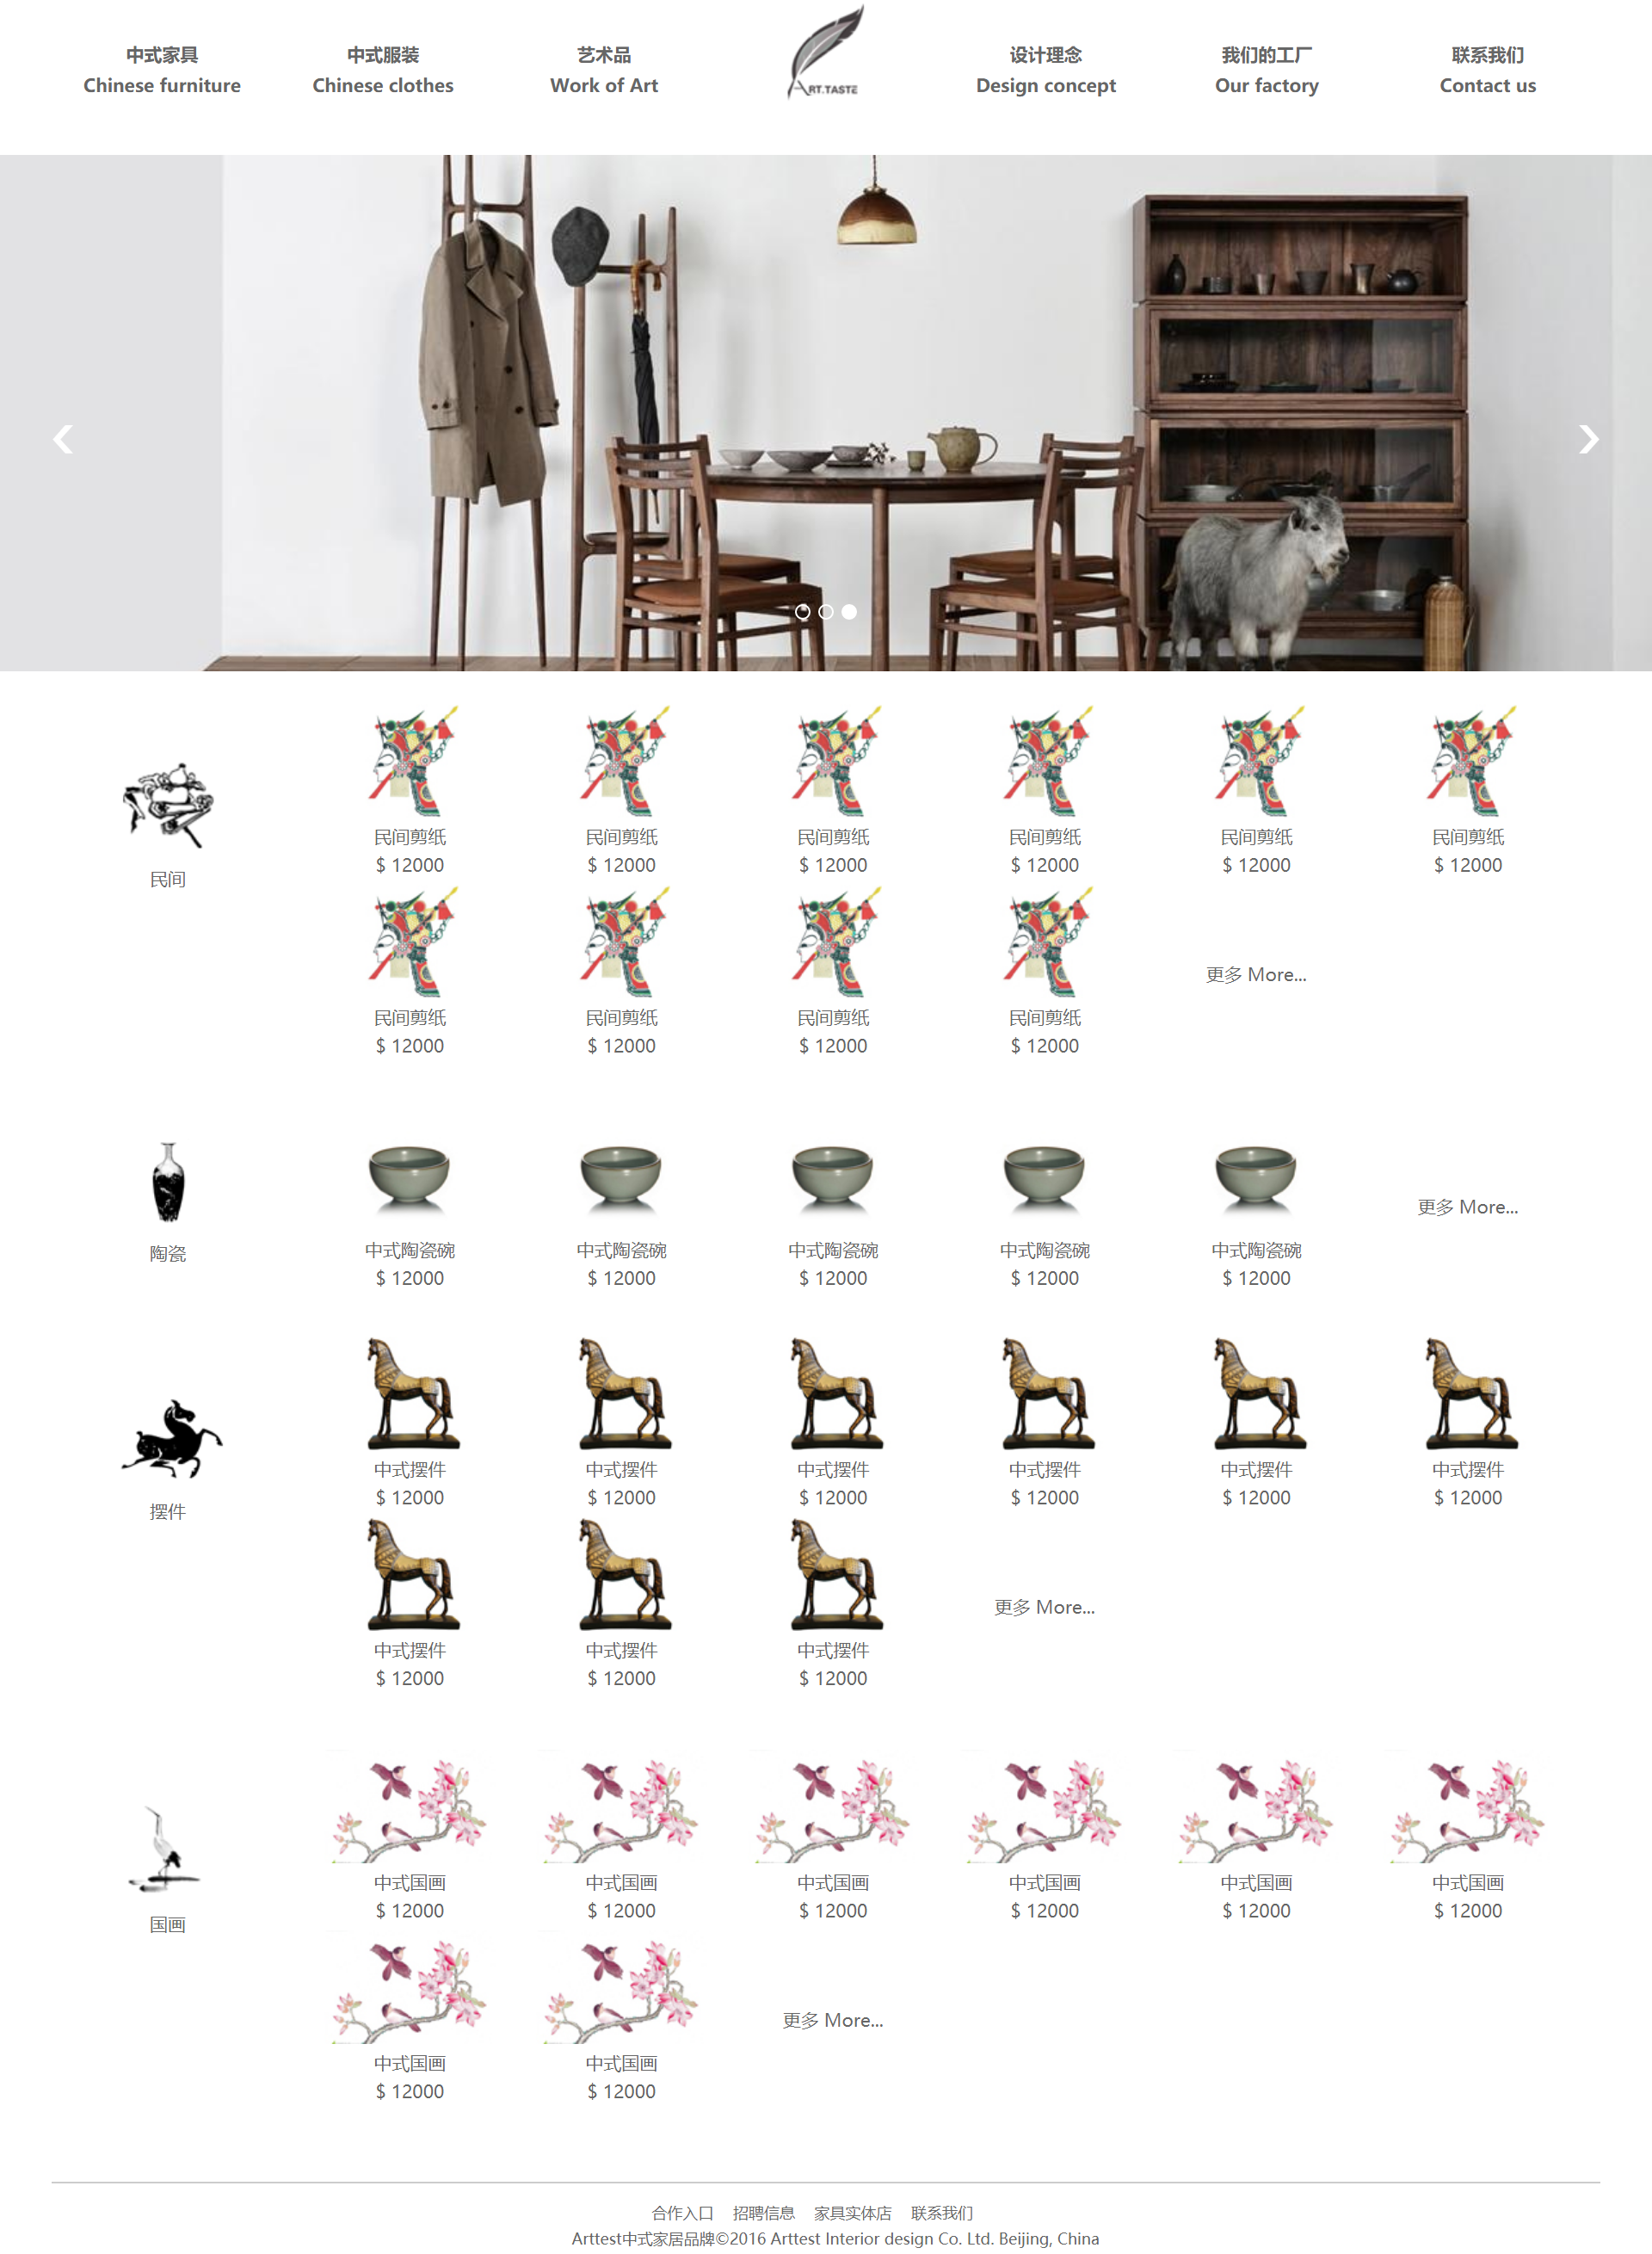 中式家具
Chinese furniture
中式服装
Chinese clothes
艺术品
Work of Art
ART.TASTE
设计理念
Design concept
我们的工厂
Our factory
联系我们
Contact us
民间
民间剪纸 民间剪纸 民间剪纸 民间剪纸 民间剪纸 民间剪纸
$ 12000 $ 12000 $ 12000 $ 12000 $ 12000 $ 12000
更多 More...
民间剪纸 民间剪纸 民间剪纸 民间剪纸
$ 12000 $ 12000 $ 12000 $ 12000
陶瓷
更多 More...
中式陶瓷碗 中式陶瓷碗 中式陶瓷碗 中式陶瓷碗 中式陶瓷碗
$ 12000 $ 12000 $ 12000 $ 12000 $ 12000
摆件
中式摆件 中式摆件 中式摆件 中式摆件 中式摆件 中式摆件
$ 12000 $ 12000 $ 12000 $ 12000 $ 12000 $ 12000
更多 More...
中式摆件 中式摆件 中式摆件
$ 12000 $ 12000 $ 12000
国画
中式国画 中式国画 中式国画 中式国画 中式国画 中式国画
$ 12000 $ 12000 $ 12000 $ 12000 $ 12000 $ 12000
更多 More...
中式国画 中式国画
$ 12000 $ 12000
合作入口 招聘信息 家具实体店 联系我们
Arttest中式家居品牌©2016 Arttest Interior design Co. Ltd. Beijing, China